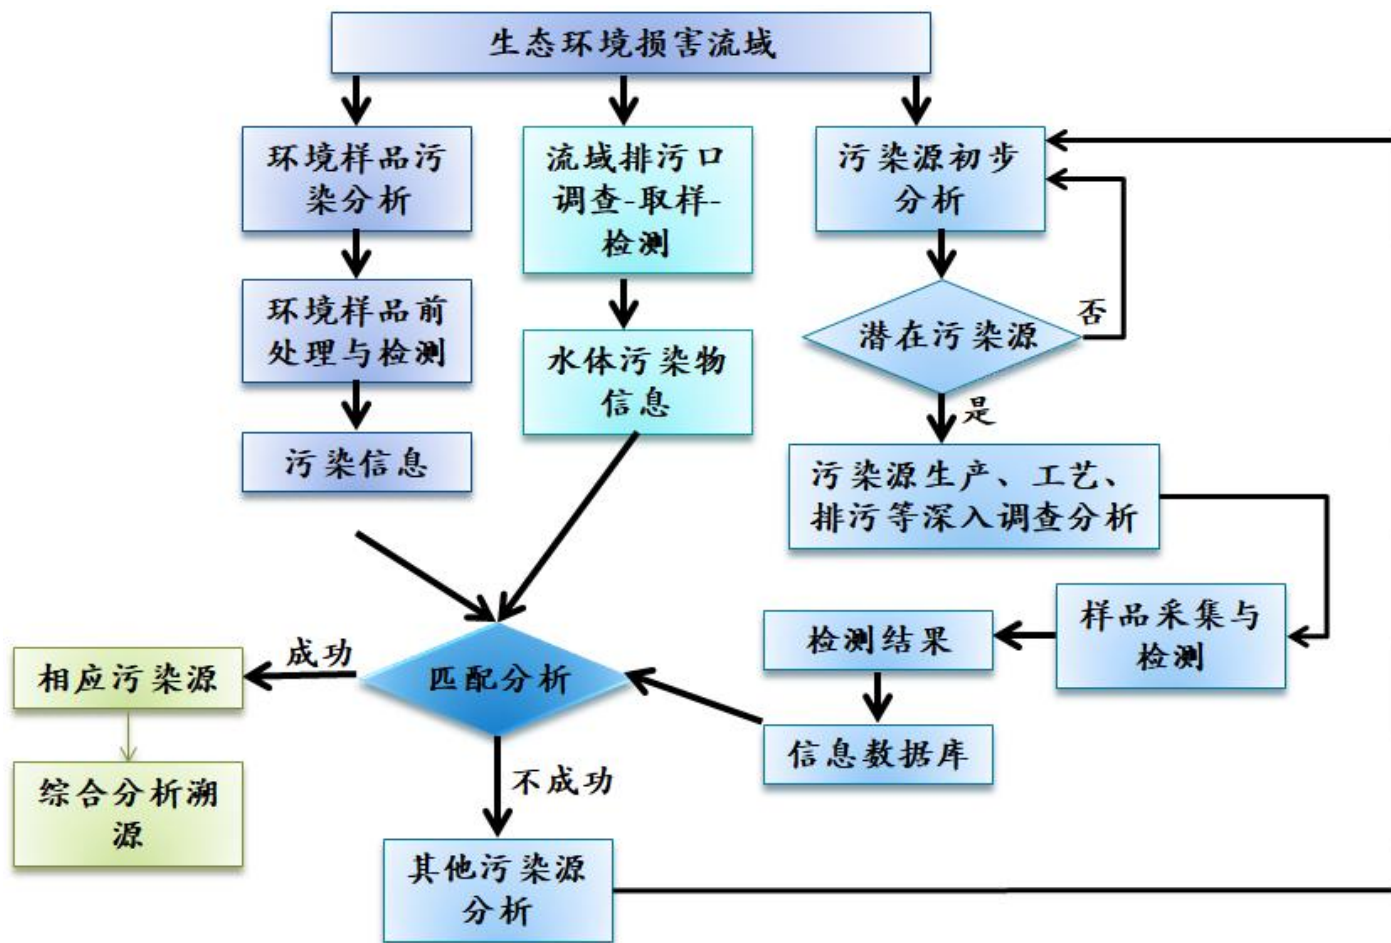 生态环境损害流域
环境样品污
染分析
流域排污口
调查-取样-
检测
污染源初步
分析
环境样品前
处理与检测
水体污染物
信息
潜在污染源
否
是
污染信息
污染源生产、工艺、
排污等深入调查分析
样品采集与
检测
检测结果
信息数据库
匹配分析
成功
相应污染源
综合分析溯
源
不成功
其他污染源
分析